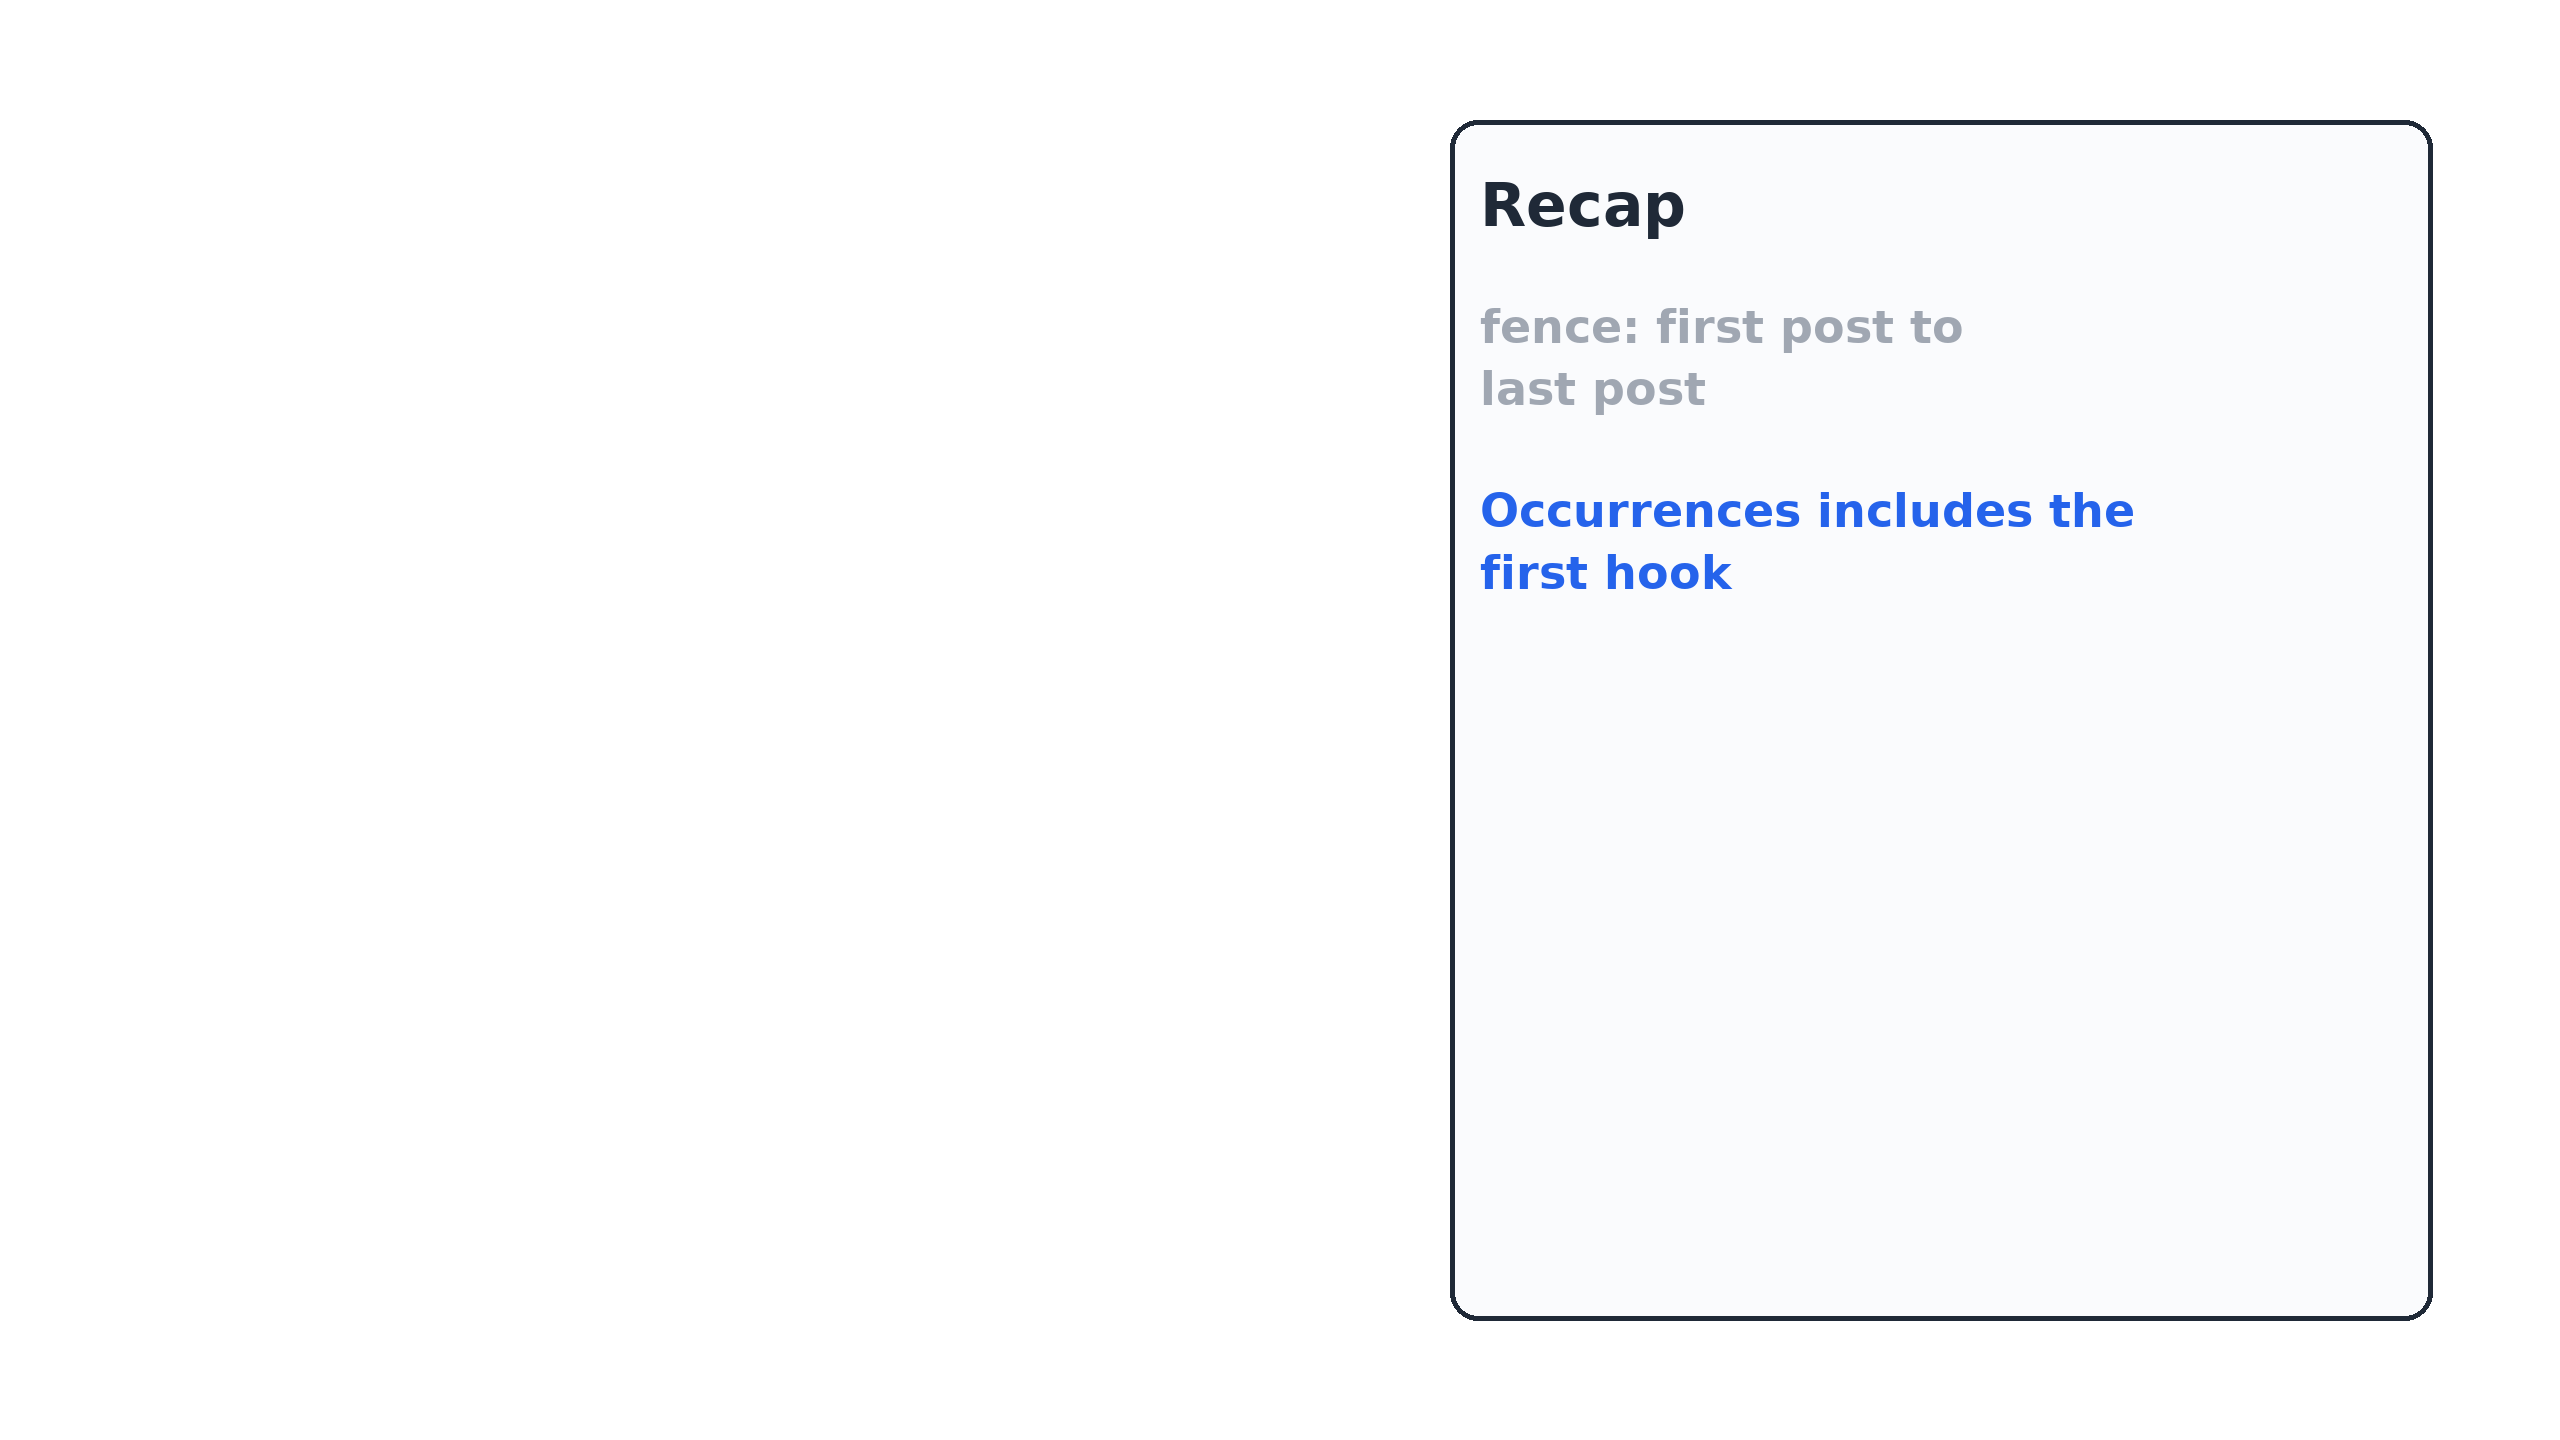 Recap
fence: first post to
last post
Occurrences includes the
first hook